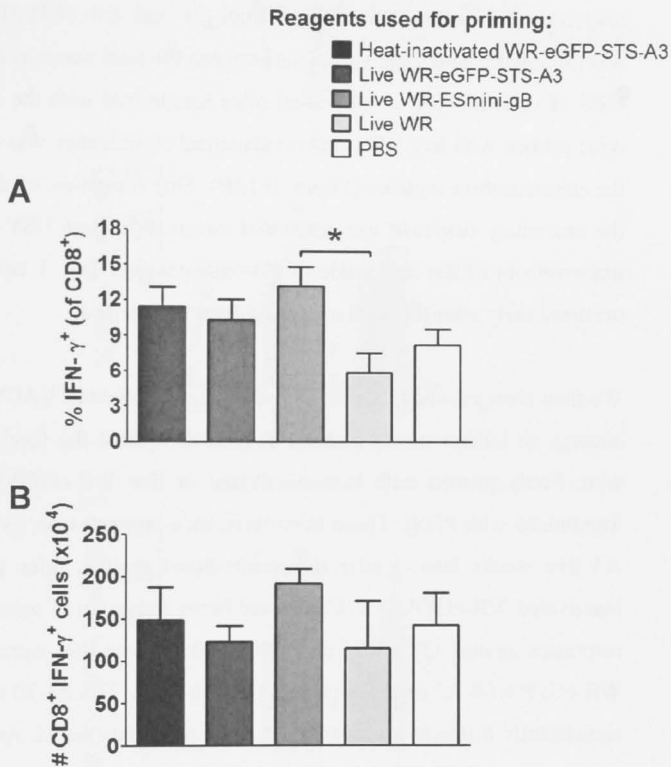 Reagents used for priming:
Heat-inactivated WR-eGFP-STS-A3
Live WR-eGFP-STS-A3
Live WR-ESmini-gB
Live WR
PBS
A
% IFN-γ⁺ (of CD8⁺)
18
15
12
9
6
3
0
*
B
# CD8⁺IFN-γ⁺ cells (x10⁻⁴)
250
200
150
100
50
0